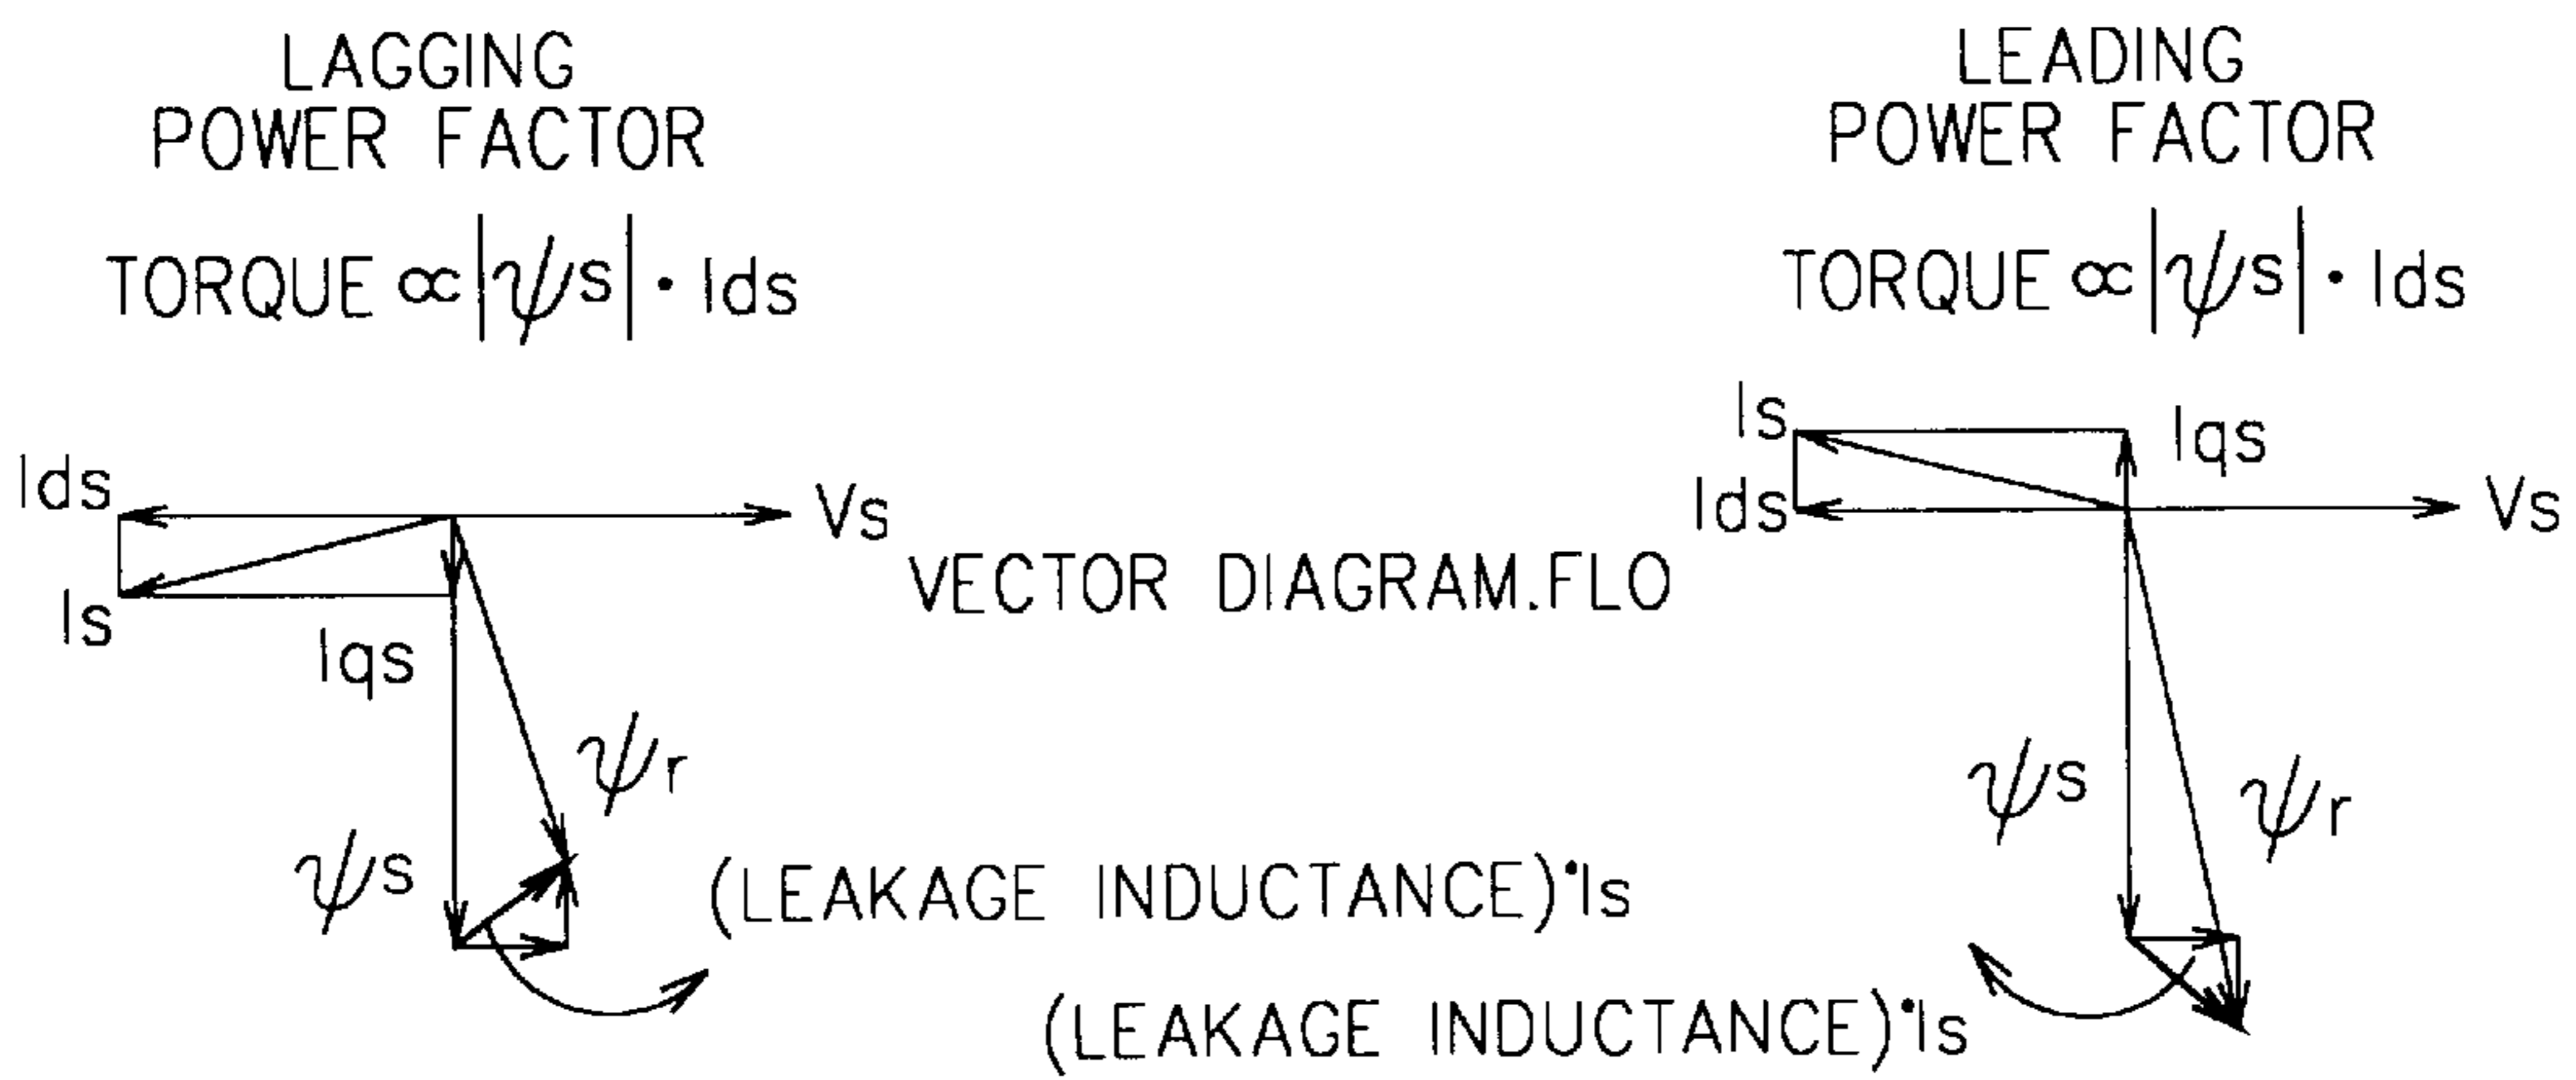 LAGGING
POWER FACTOR
TORQUE ∝ |ψs| · Ids
Ids
Is
Iqs
Vs
ψr
ψs
(LEAKAGE INDUCTANCE)•Is
VECTOR DIAGRAM.FLO
LEADING
POWER FACTOR
TORQUE ∝ |ψs| · Ids
Is
Iqs
Ids
Vs
ψs
ψr
(LEAKAGE INDUCTANCE)•Is